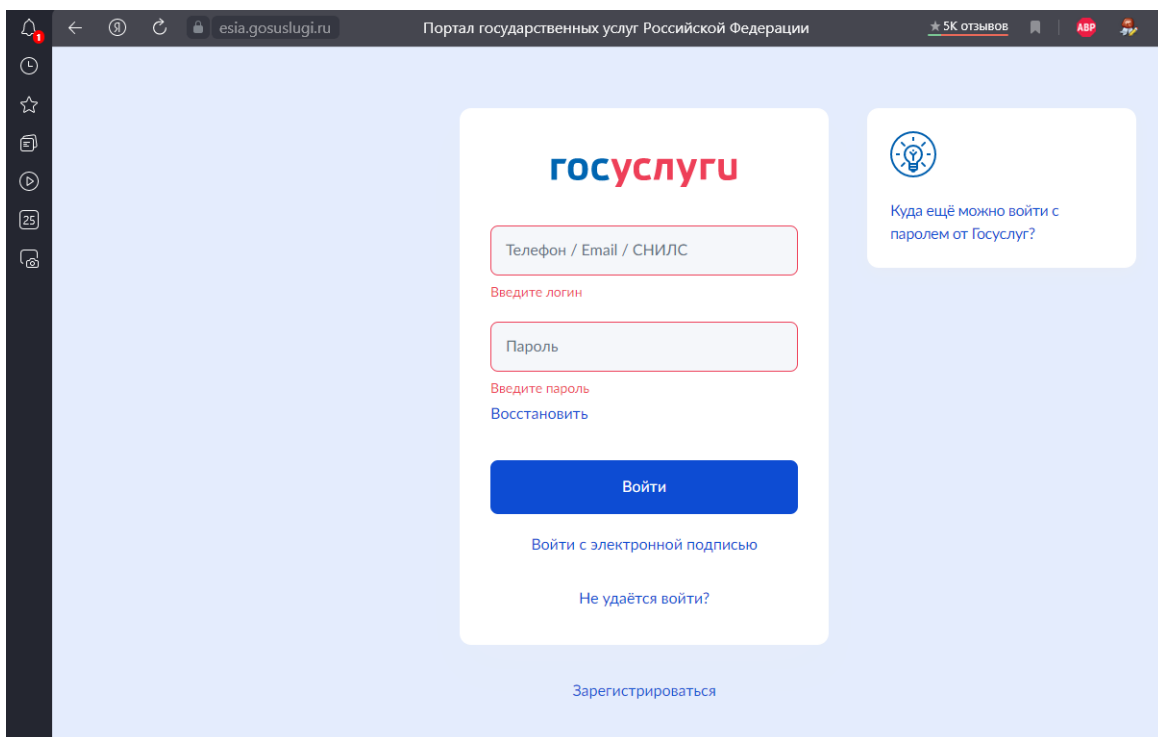 1
Я
esia.gosuslugi.ru
Портал государственных услуг Российской Федерации
★ 5K отзывов
ABP
25
госуслуги
Телефон / Email / СНИЛС
Введите логин
Пароль
Введите пароль
Восстановить
Войти
Войти с электронной подписью
Не удаётся войти?
Зарегистрироваться
Куда ещё можно войти с
паролем от Госуслуг?